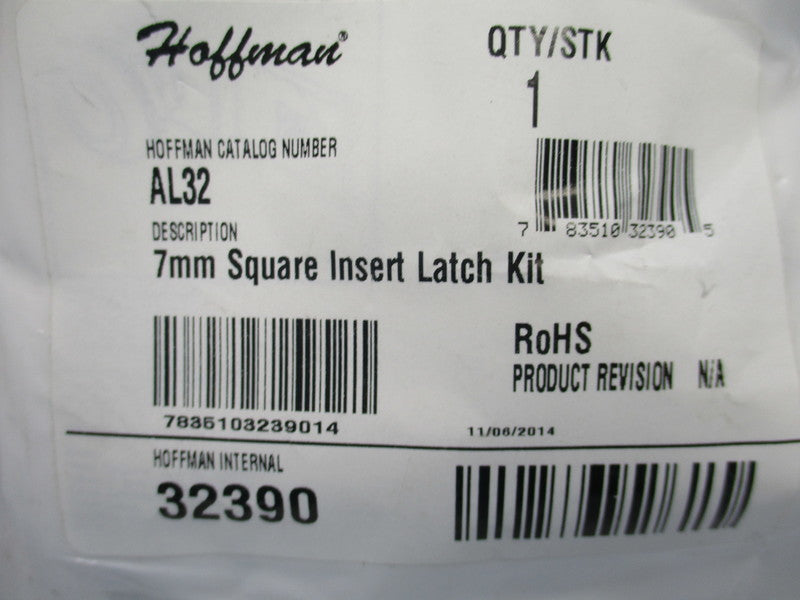 Hoffman®
QTY/STK
1
HOFFMAN CATALOG NUMBER
AL32
7 83510 32390 5
DESCRIPTION
7mm Square Insert Latch Kit
7835103239014
RoHS
PRODUCT REVISION N/A
11/06/2014
HOFFMAN INTERNAL
32390